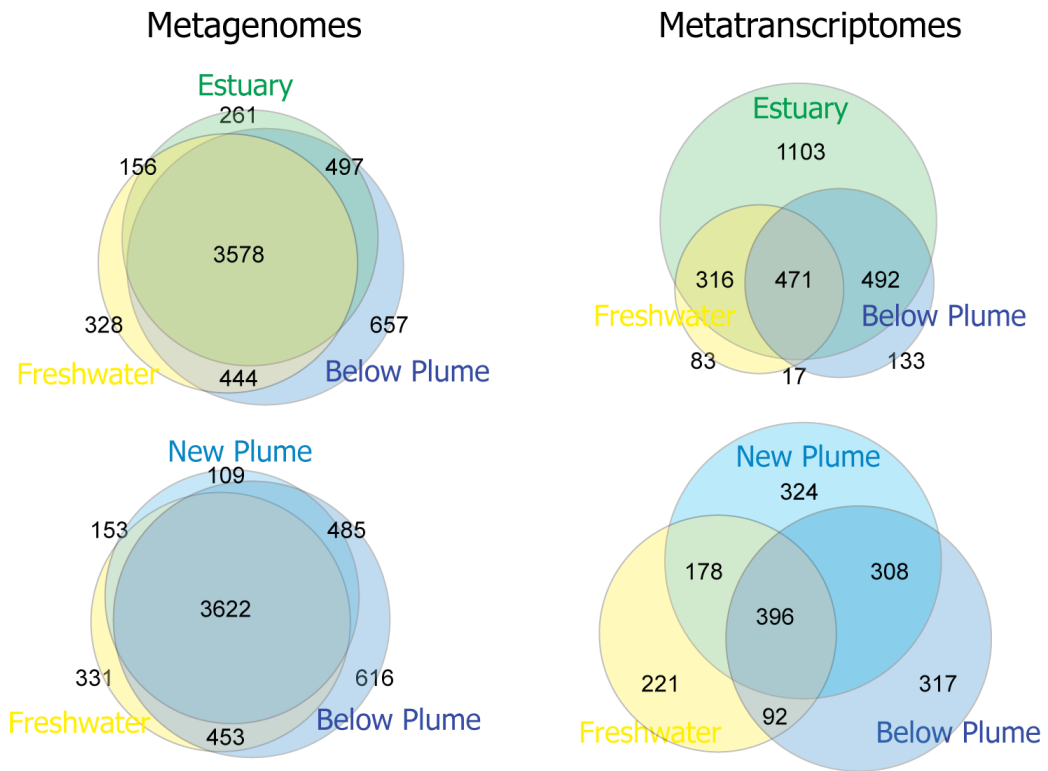 Metagenomes
Metatranscriptomes
Estuary
261
156
497
3578
328
657
Freshwater
444
Below Plume
Estuary
1103
316
471
492
Freshwater
Below Plume
83
17
133
New Plume
109
153
485
3622
331
616
Freshwater
453
Below Plume
New Plume
324
178
308
396
221
317
92
Freshwater
Below Plume